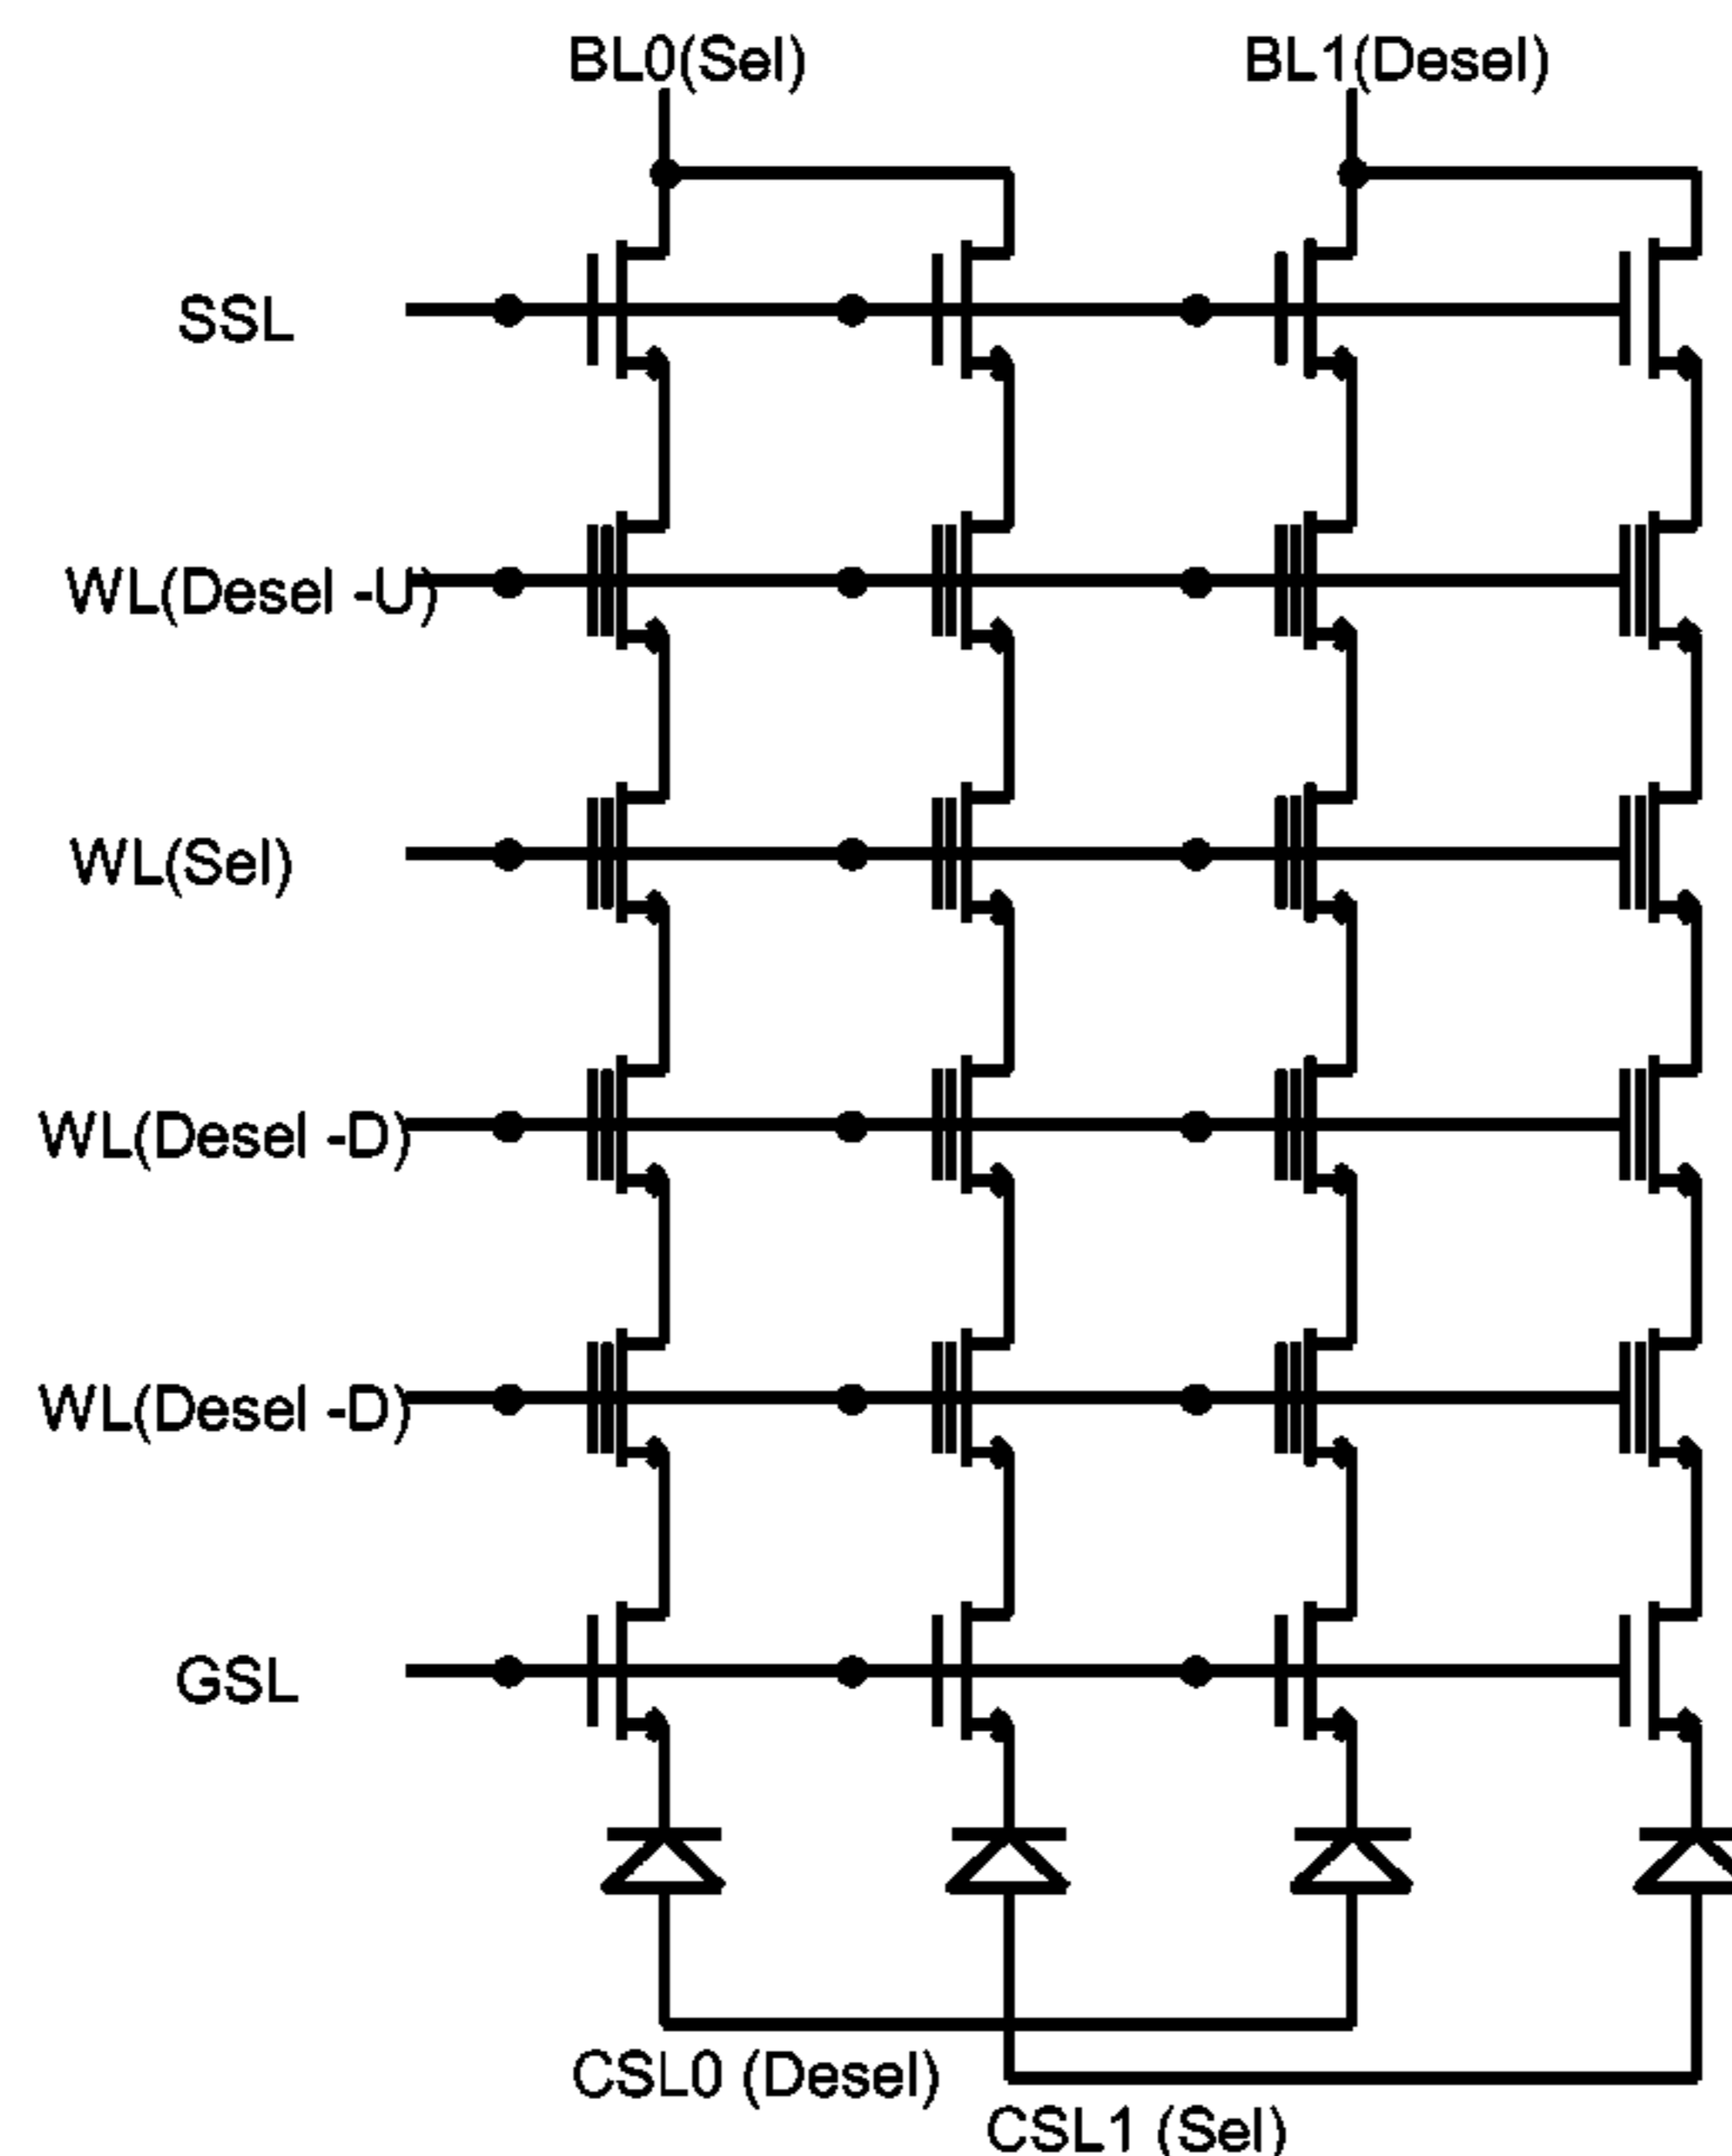 BL0(Sel) BL1(Desel)
SSL
WL(Desel -U)
WL(Sel)
WL(Desel -D)
WL(Desel -D)
GSL
CSL0 (Desel)
CSL1 (Sel)